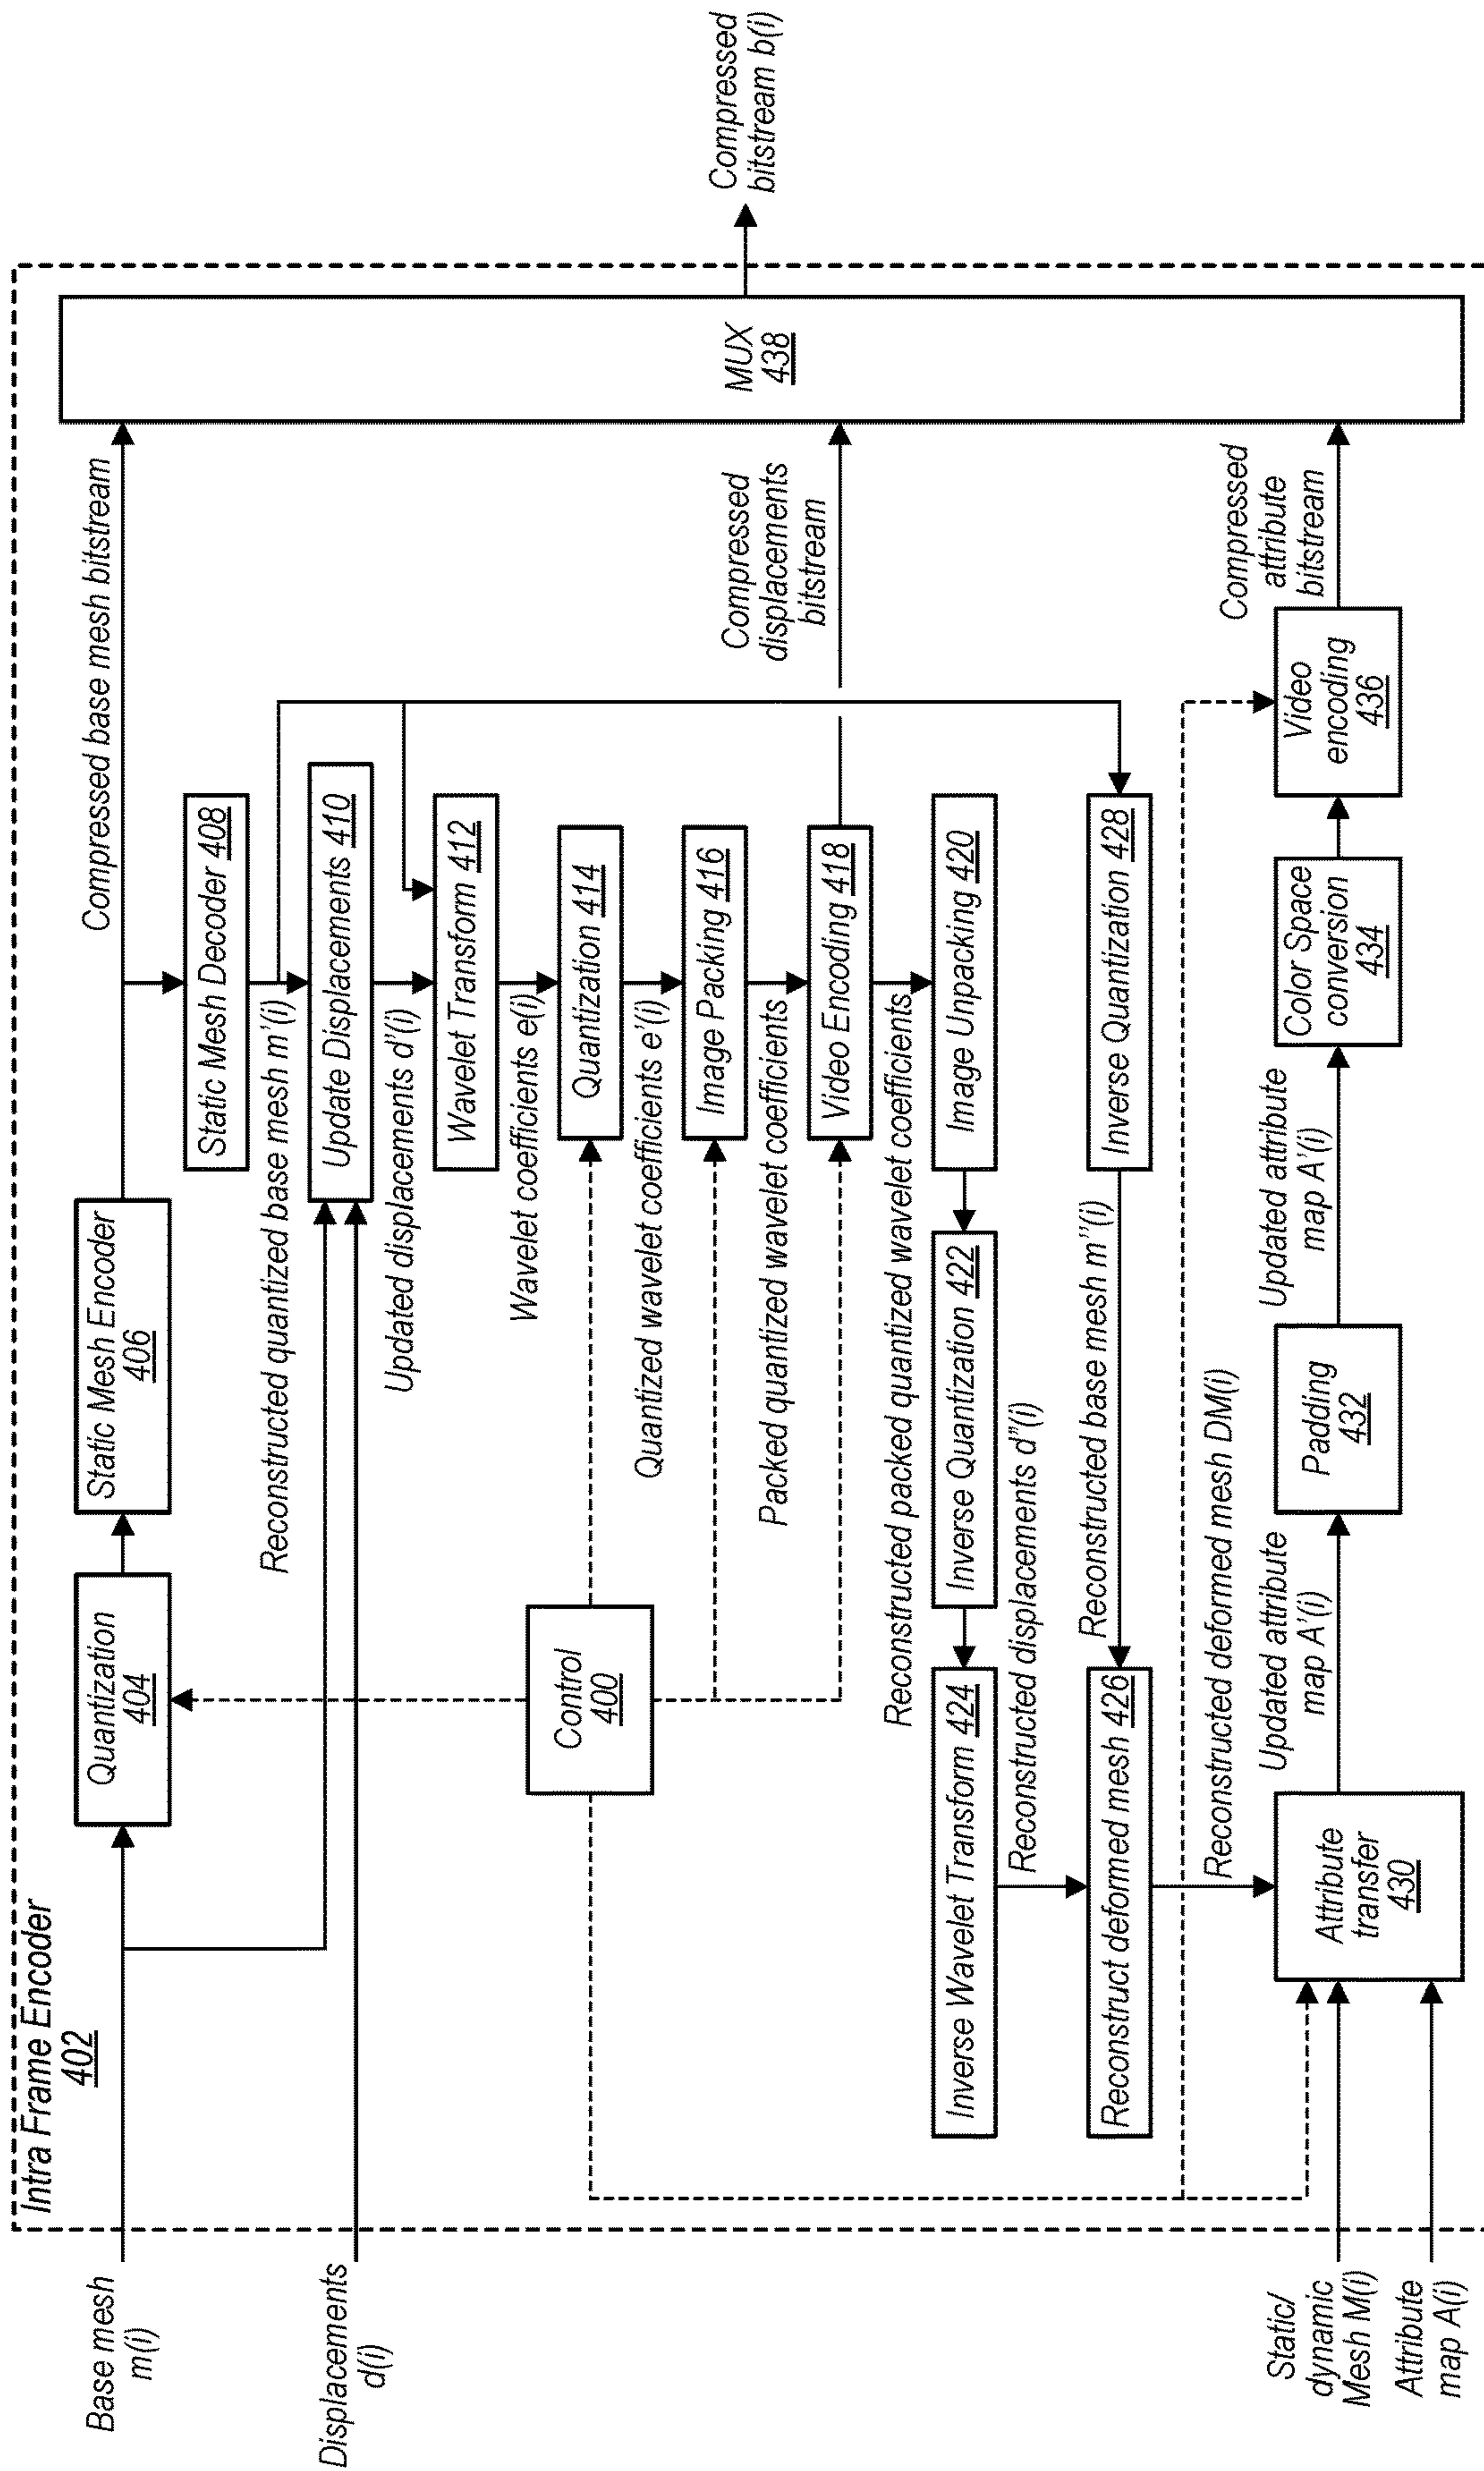 Intra Frame Encoder
402
Base mesh
m(i)
Quantization
404
Static Mesh Encoder
406
Compressed base mesh bitstream
Static Mesh Decoder 408
Reconstructed quantized base mesh m'(i)
Displacements
d(i)
Update Displacements 410
Updated displacements d'(i)
Wavelet Transform 412
Wavelet coefficients e(i)
Control
400
Quantization 414
Quantized wavelet coefficients e'(i)
Image Packing 416
Packed quantized wavelet coefficients
Video Encoding 418
Compressed
displacements
bitstream
Reconstructed packed quantized wavelet coefficients
Image Unpacking 420
Inverse Quantization 422
Inverse Wavelet Transform 424
Reconstructed displacements d''(i)
Inverse Quantization 428
Reconstructed base mesh m''(i)
Reconstruct deformed mesh 426
Reconstructed deformed mesh DM(i)
Static/
dynamic
Mesh M(i)
Attribute
map A(i)
Attribute
transfer
430
Updated attribute
map A'(i)
Padding
432
Updated attribute
map A'(i)
Color Space
conversion
434
Video
encoding
436
Compressed
attribute
bitstream
MUX
438
Compressed
bitstream b(i)